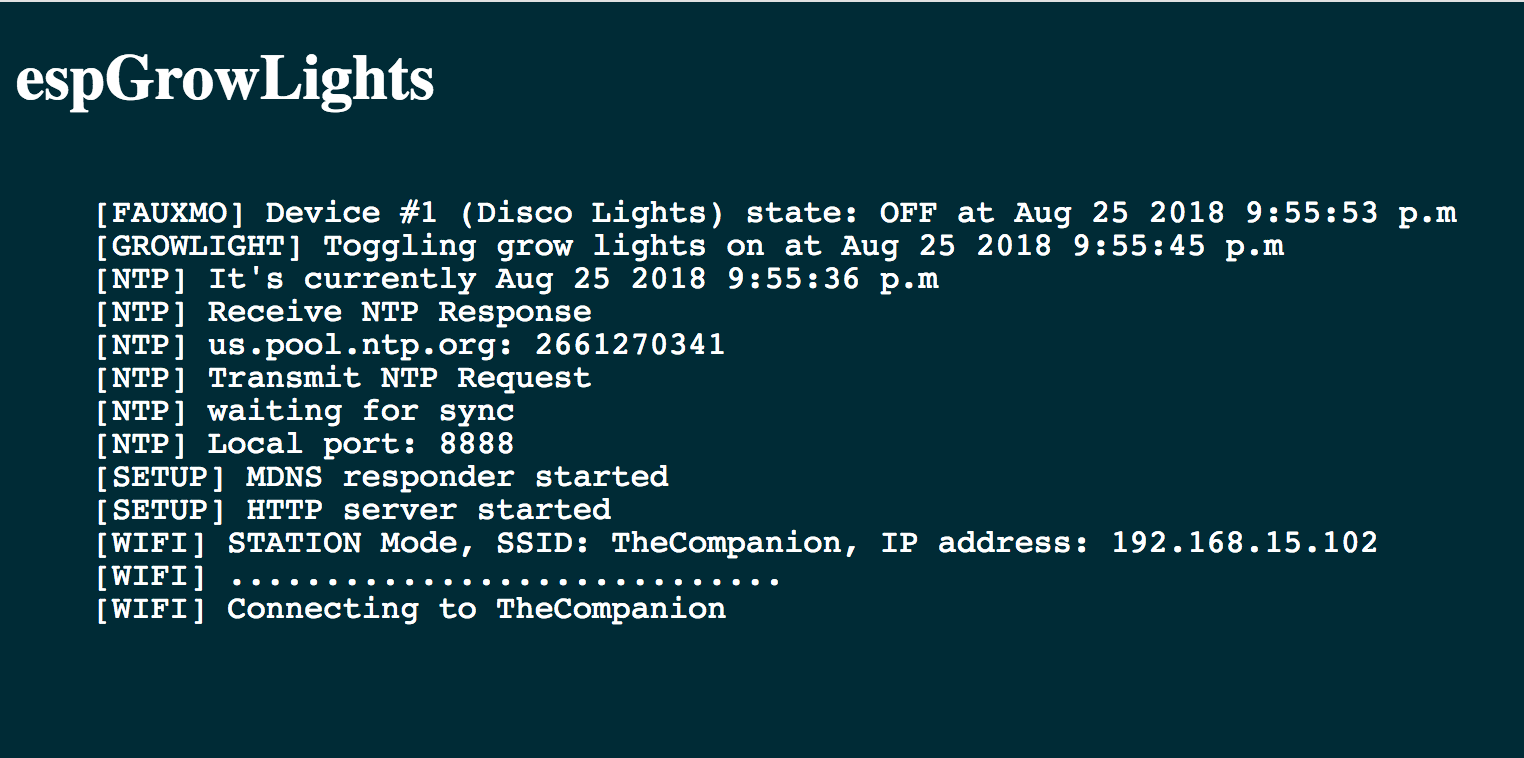 espGrowLights
[FAUXMO] Device #1 (Disco Lights) state: OFF at Aug 25 2018 9:55:53 p.m
[GROWLIGHT] Toggling grow lights on at Aug 25 2018 9:55:45 p.m
[NTP] It's currently Aug 25 2018 9:55:36 p.m
[NTP] Receive NTP Response
[NTP] us.pool.ntp.org: 2661270341
[NTP] Transmit NTP Request
[NTP] waiting for sync
[NTP] Local port: 8888
[SETUP] MDNS responder started
[SETUP] HTTP server started
[WIFI] STATION Mode, SSID: TheCompanion, IP address: 192.168.15.102
[WIFI] .............................
[WIFI] Connecting to TheCompanion